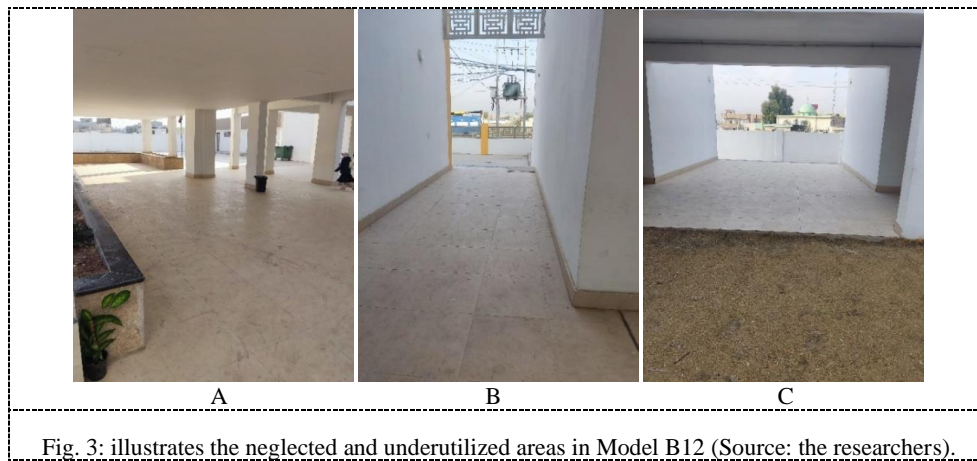 A B C
Fig. 3: illustrates the neglected and underutilized areas in Model B12 (Source: the researchers).